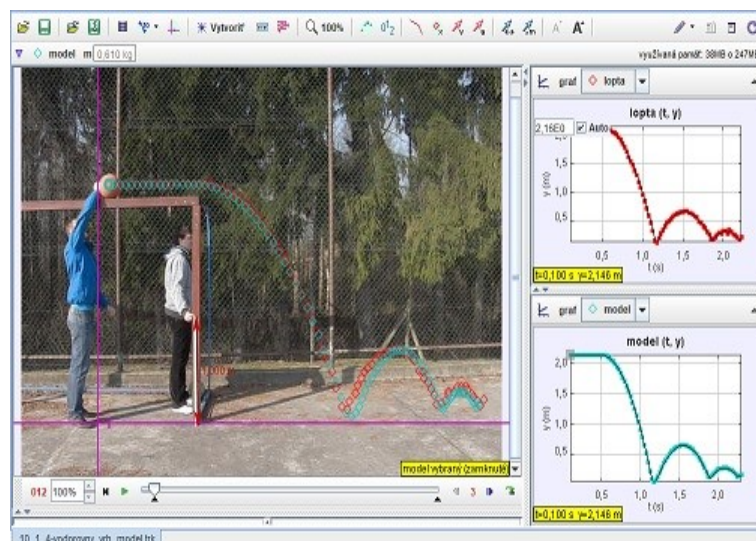 Vytvoriť 100%
model m 0,610 kg
využívaná pamäť: 38MB o 247MB
graf lopta
lopta (t, y)
2,16E0 Auto
2,0
1,5
1,0
0,5
y (m)
0,5 1,0 1,5 2,0
t (s)
t=0,100 s y=2,146 m
graf model
model (t, y)
2,0
1,5
1,0
0,5
y (m)
0,5 1,0 1,5 2,0
t (s)
t=0,100 s y=2,146 m
model vybraný (zamknuté)
012 100% 3
10_1_4-vodorovny_vrh_model.trk